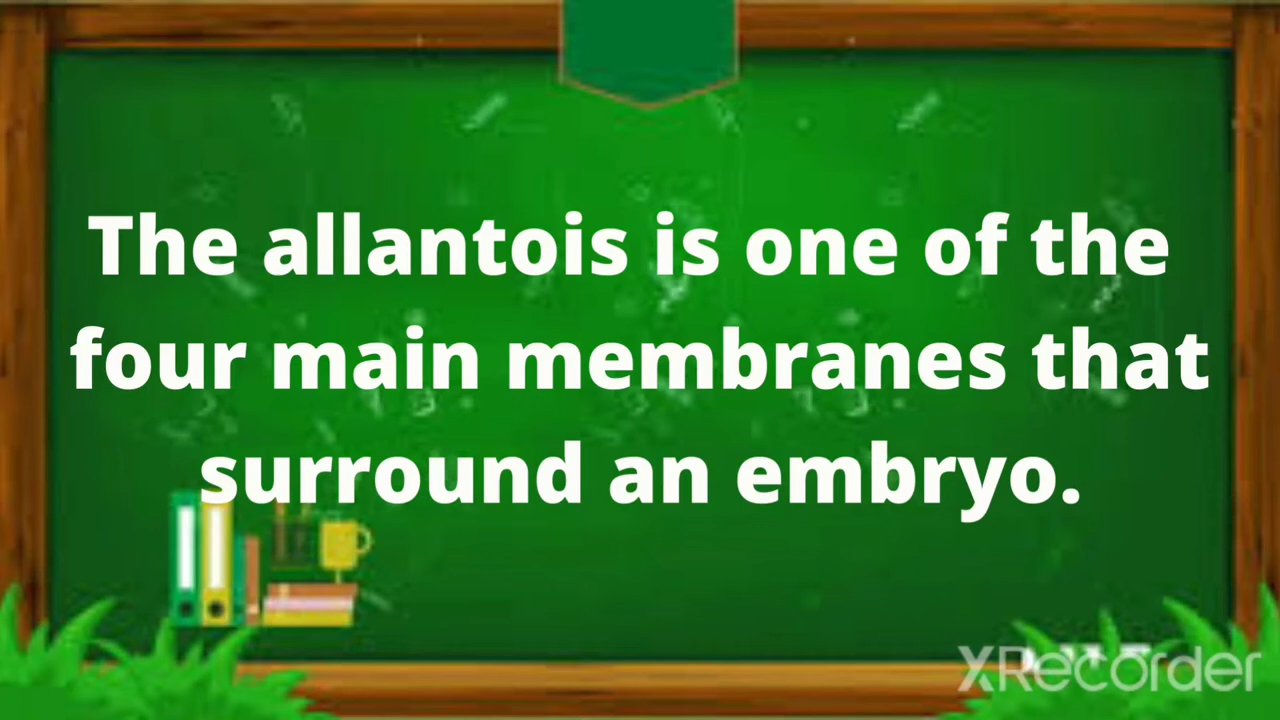 The allantois is one of the
four main membranes that
surround an embryo.
XRecorder